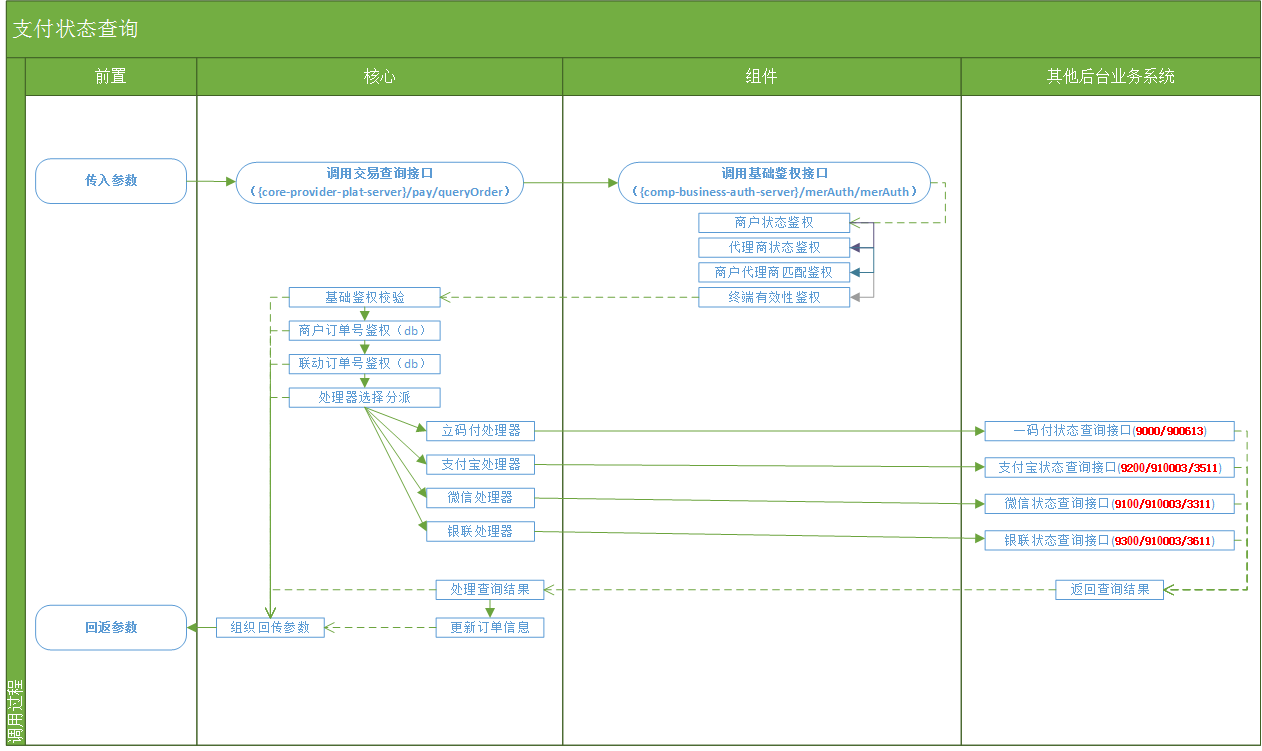 支付状态查询
前置
核心
组件
其他后台业务系统
传入参数
调用交易查询接口
（{core-provider-plat-server}/pay/queryOrder）
调用基础鉴权接口
（{comp-business-auth-server}/merAuth/merAuth）
商户状态鉴权
代理商状态鉴权
商户代理商匹配鉴权
终端有效性鉴权
基础鉴权校验
商户订单号鉴权（db）
联动订单号鉴权（db）
处理器选择分派
立码付处理器
一码付状态查询接口(9000/900613)
支付宝处理器
支付宝状态查询接口(9200/910003/3511)
微信处理器
微信状态查询接口(9100/910003/3311)
银联处理器
银联状态查询接口(9300/910003/3611)
处理查询结果
返回查询结果
回返参数
组织回传参数
更新订单信息
调用过程